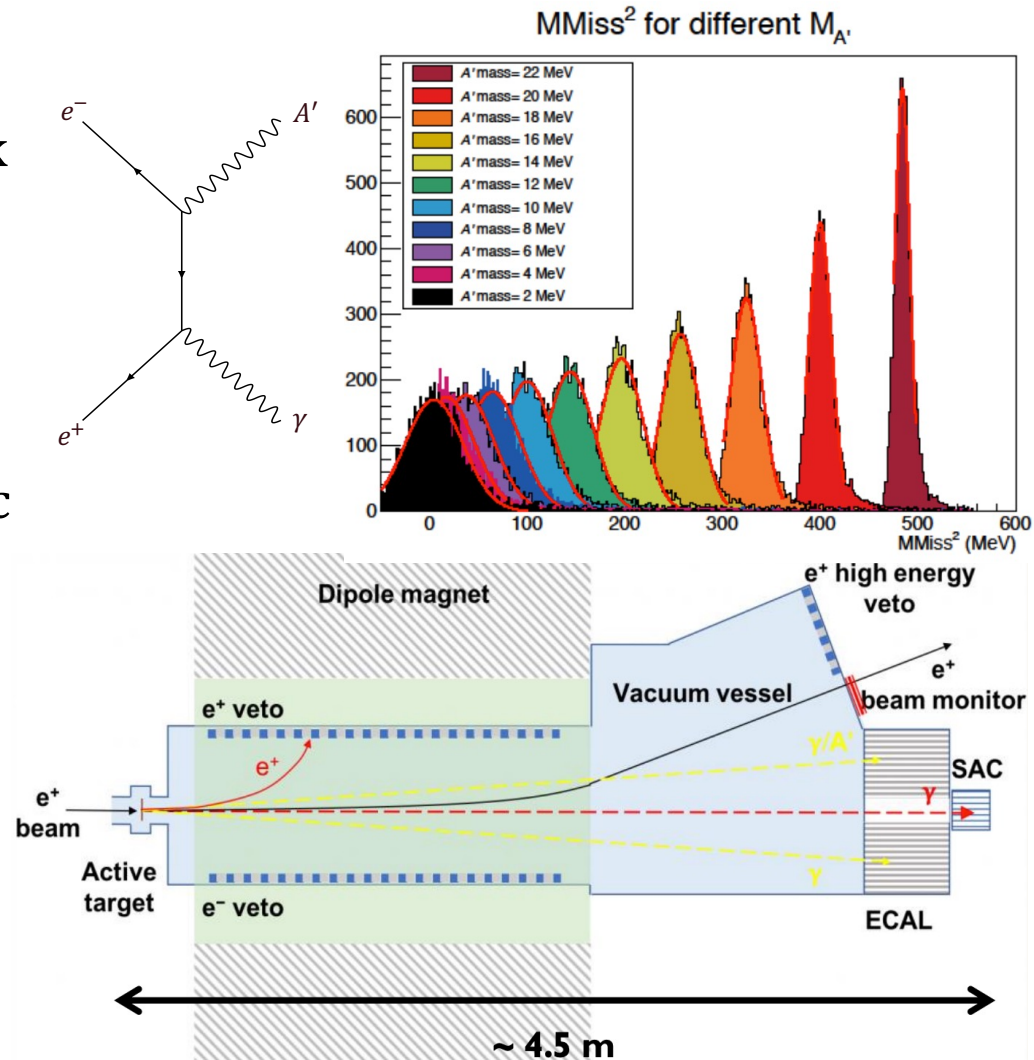 MMiss² for different M_A'
e⁻
A'
k
e⁺
γ
c
A' mass= 22 MeV
A' mass= 20 MeV
A' mass= 18 MeV
A' mass= 16 MeV
A' mass= 14 MeV
A' mass= 12 MeV
A' mass= 10 MeV
A' mass= 8 MeV
A' mass= 6 MeV
A' mass= 4 MeV
A' mass= 2 MeV
600
500
400
300
200
100
0
0 100 200 300 400 500 600
MMiss² (MeV)
Dipole magnet
e⁺ high energy
veto
e⁺ veto
Vacuum vessel
e⁺
beam monitor
e⁺
γ/A'
SAC
e⁺
beam
γ
Active
target
γ
e⁻ veto
ECAL
~ 4.5 m